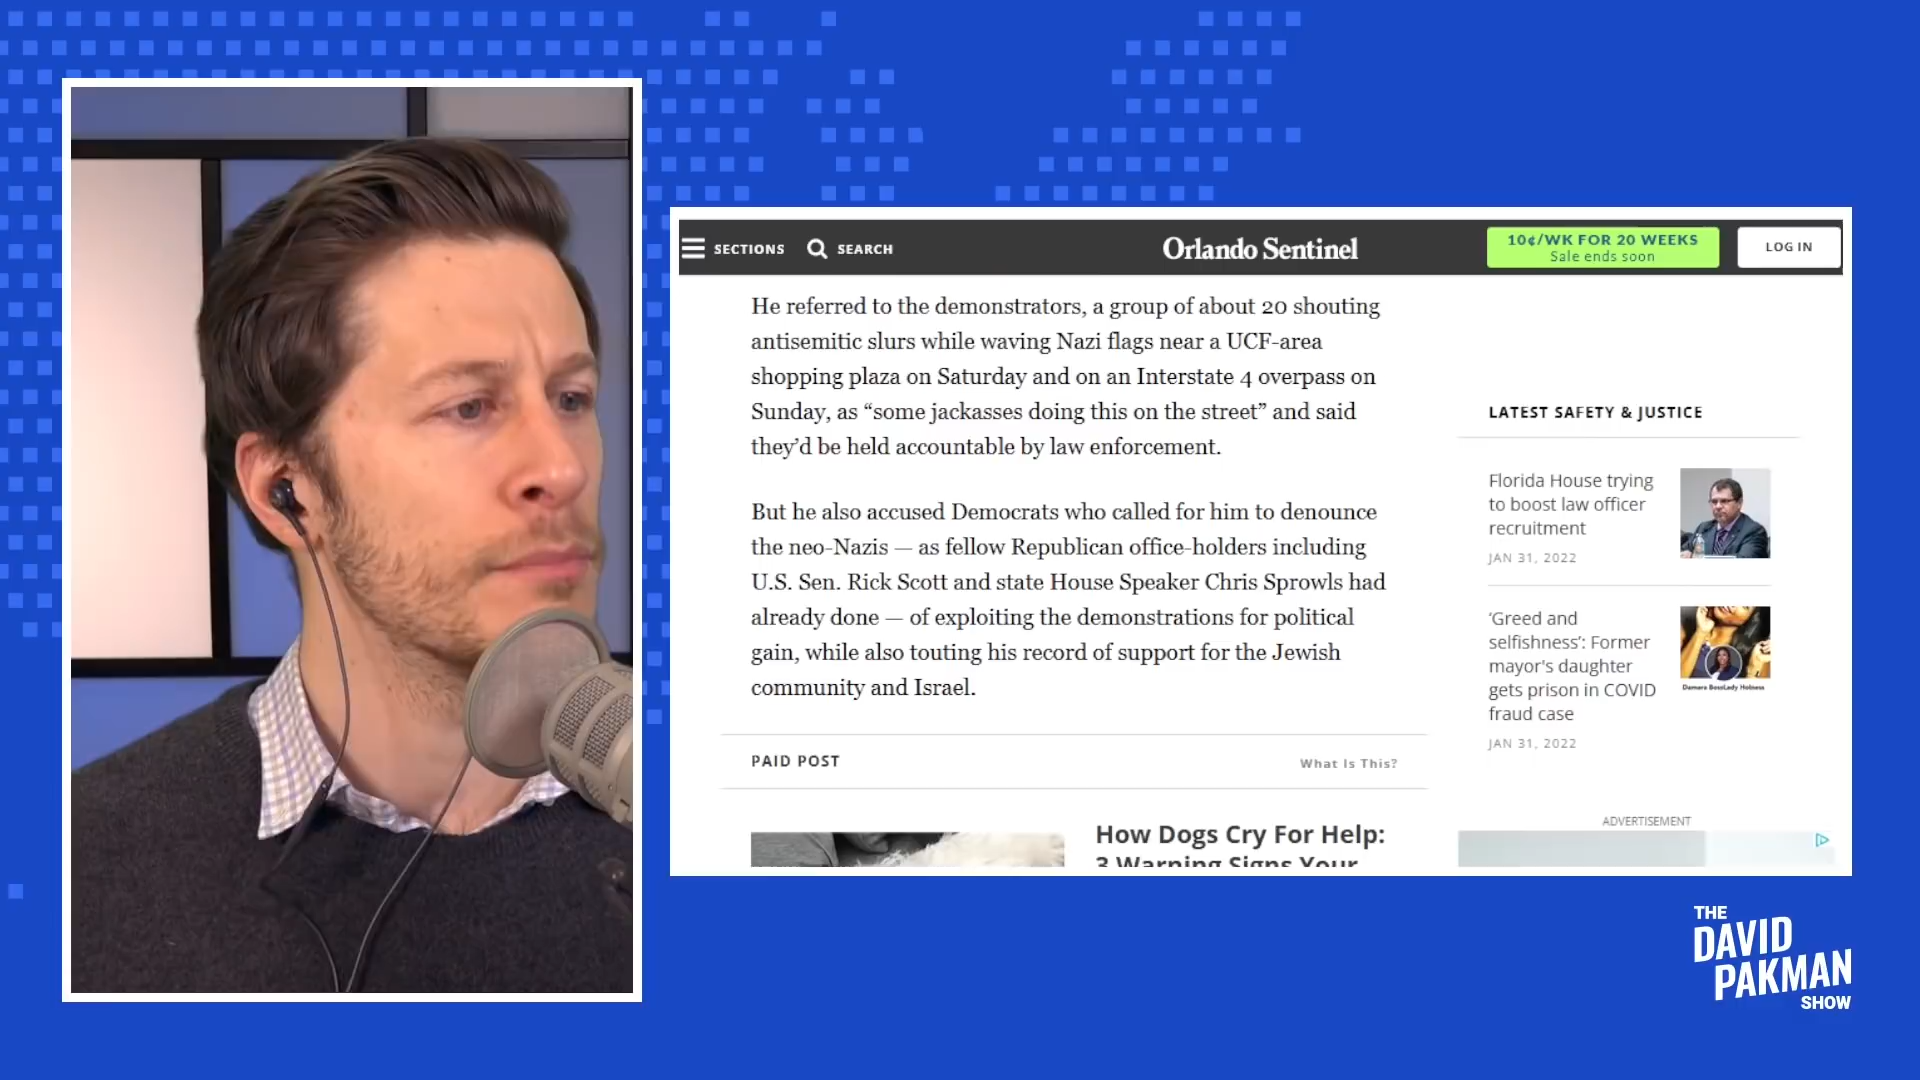 SECTIONS
SEARCH
Orlando Sentinel
10¢/WK FOR 20 WEEKS
Sale ends soon
LOG IN
He referred to the demonstrators, a group of about 20 shouting
antisemitic slurs while waving Nazi flags near a UCF-area
shopping plaza on Saturday and on an Interstate 4 overpass on
Sunday, as “some jackasses doing this on the street” and said
they’d be held accountable by law enforcement.
But he also accused Democrats who called for him to denounce
the neo-Nazis — as fellow Republican office-holders including
U.S. Sen. Rick Scott and state House Speaker Chris Sprowls had
already done — of exploiting the demonstrations for political
gain, while also touting his record of support for the Jewish
community and Israel.
PAID POST
What Is This?
How Dogs Cry For Help:
3 Warning Signs Your
LATEST SAFETY & JUSTICE
Florida House trying
to boost law officer
recruitment
JAN 31, 2022
‘Greed and
selfishness’: Former
mayor's daughter
gets prison in COVID
fraud case
JAN 31, 2022
Damara BossLady Holness
ADVERTISEMENT
THE
DAVID
PAKMAN
SHOW